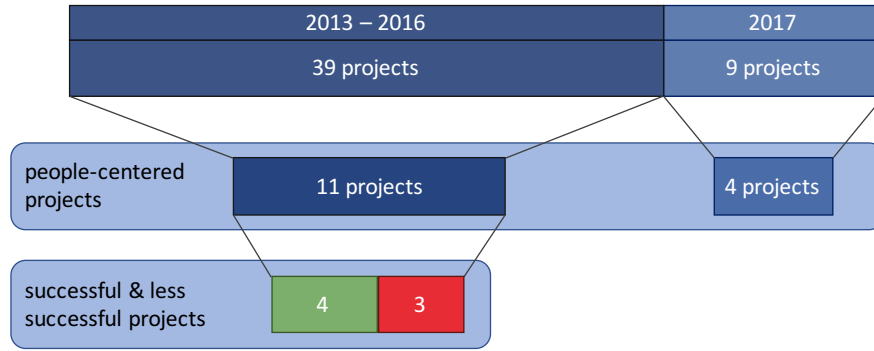 2013 – 2016
2017
39 projects
9 projects
people-centered
projects
11 projects
4 projects
successful & less
successful projects
4
3